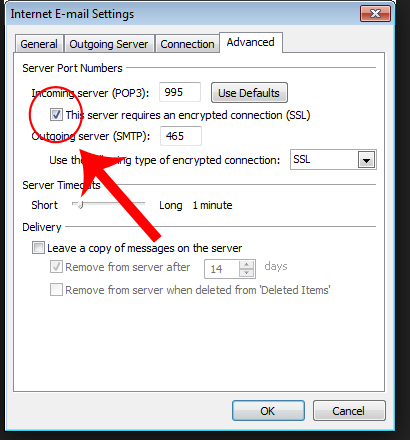 Internet E-mail Settings
General Outgoing Server Connection Advanced
Server Port Numbers
Incoming server (POP3): 995 Use Defaults
This server requires an encrypted connection (SSL)
Outgoing server (SMTP): 465
Use the following type of encrypted connection: SSL
Server Timeouts
Short Long 1 minute
Delivery
Leave a copy of messages on the server
Remove from server after 14 days
Remove from server when deleted from 'Deleted Items'
OK Cancel